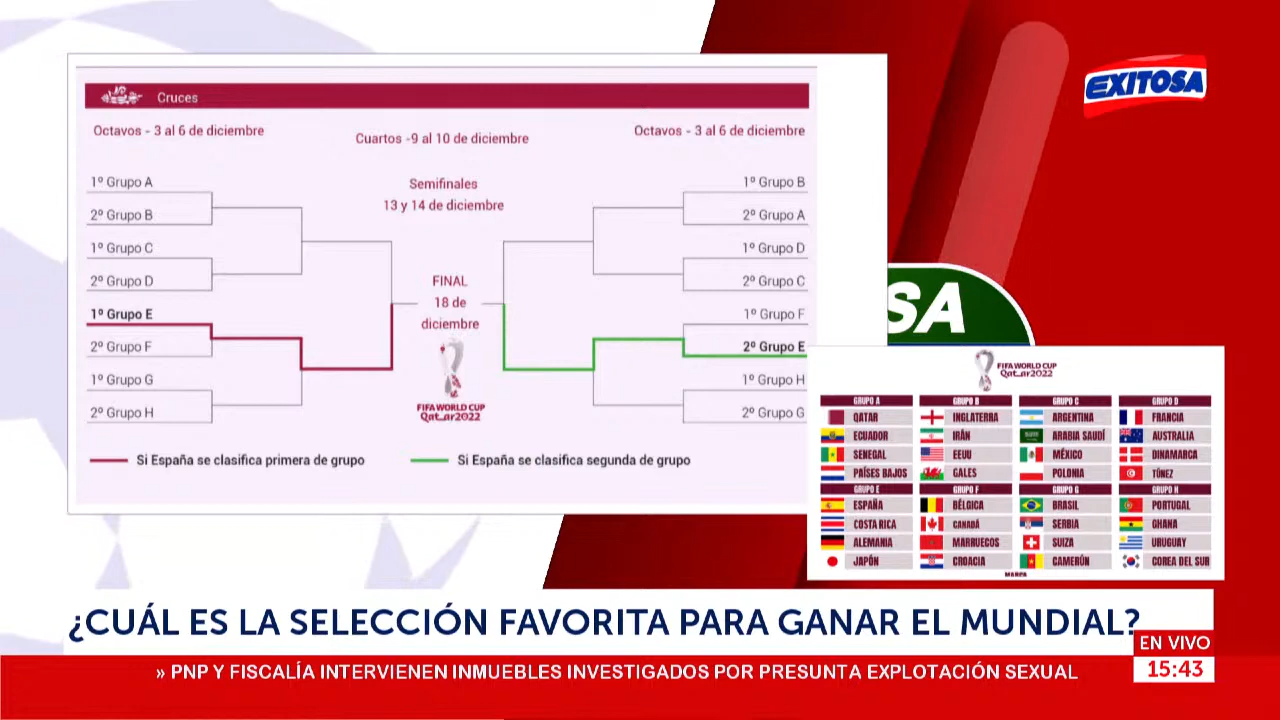 Cruces
Octavos - 3 al 6 de diciembre
Cuartos -9 al 10 de diciembre
Octavos - 3 al 6 de diciembre
Semifinales
13 y 14 de diciembre
1º Grupo A
2º Grupo B
1º Grupo C
2º Grupo D
1º Grupo E
2º Grupo F
1º Grupo G
2º Grupo H
FINAL
18 de
diciembre
FIFA WORLD CUP
Qatar2022
1º Grupo B
2º Grupo A
1º Grupo D
2º Grupo C
1º Grupo F
2º Grupo E
1º Grupo H
2º Grupo G
Si España se clasifica primera de grupo
Si España se clasifica segunda de grupo
EXITOSA
SA
FIFA WORLD CUP
Qatar2022
GRUPO A GRUPO B GRUPO C GRUPO D
QATAR INGLATERRA ARGENTINA FRANCIA
ECUADOR IRÁN ARABIA SAUDÍ AUSTRALIA
SENEGAL EEUU MÉXICO DINAMARCA
PAÍSES BAJOS GALES POLONIA TÚNEZ
GRUPO E GRUPO F GRUPO G GRUPO H
ESPAÑA BÉLGICA BRASIL PORTUGAL
COSTA RICA CANADÁ SERBIA GHANA
ALEMANIA MARRUECOS SUIZA URUGUAY
JAPÓN CROACIA CAMERÚN COREA DEL SUR
MARCA
¿CUÁL ES LA SELECCIÓN FAVORITA PARA GANAR EL MUNDIAL?
EN VIVO
15:43
» PNP Y FISCALÍA INTERVIENEN INMUEBLES INVESTIGADOS POR PRESUNTA EXPLOTACIÓN SEXUAL